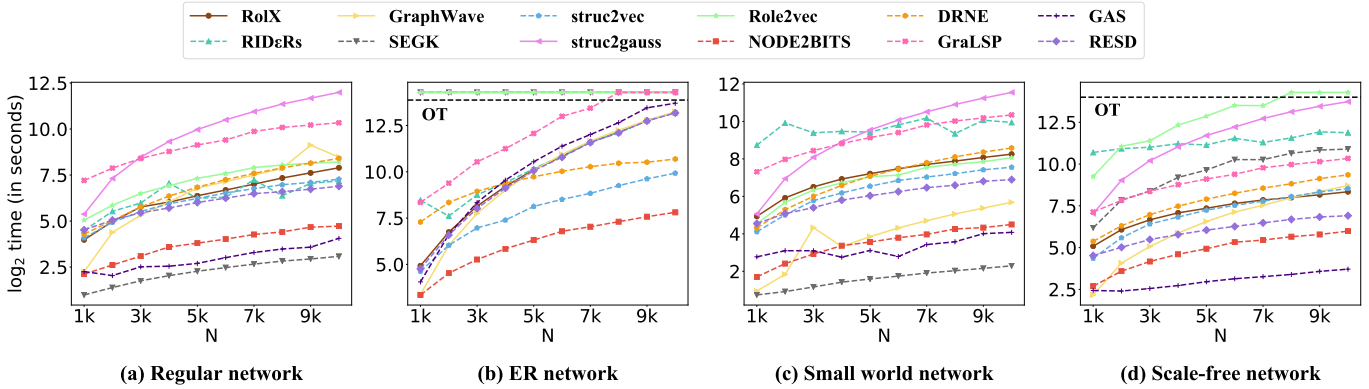 RolX GraphWave struc2vec Role2vec DRNE GAS
RIDεRs SEGK struc2gauss NODE2BITS GraLSP RESD
log2 time (in seconds)
12.5
10.0
7.5
5.0
2.5
1k 3k 5k 7k 9k
N
(a) Regular network
OT
12.5
10.0
7.5
5.0
1k 3k 5k 7k 9k
N
(b) ER network
12
10
8
6
4
2
1k 3k 5k 7k 9k
N
(c) Small world network
OT
12.5
10.0
7.5
5.0
2.5
1k 3k 5k 7k 9k
N
(d) Scale-free network